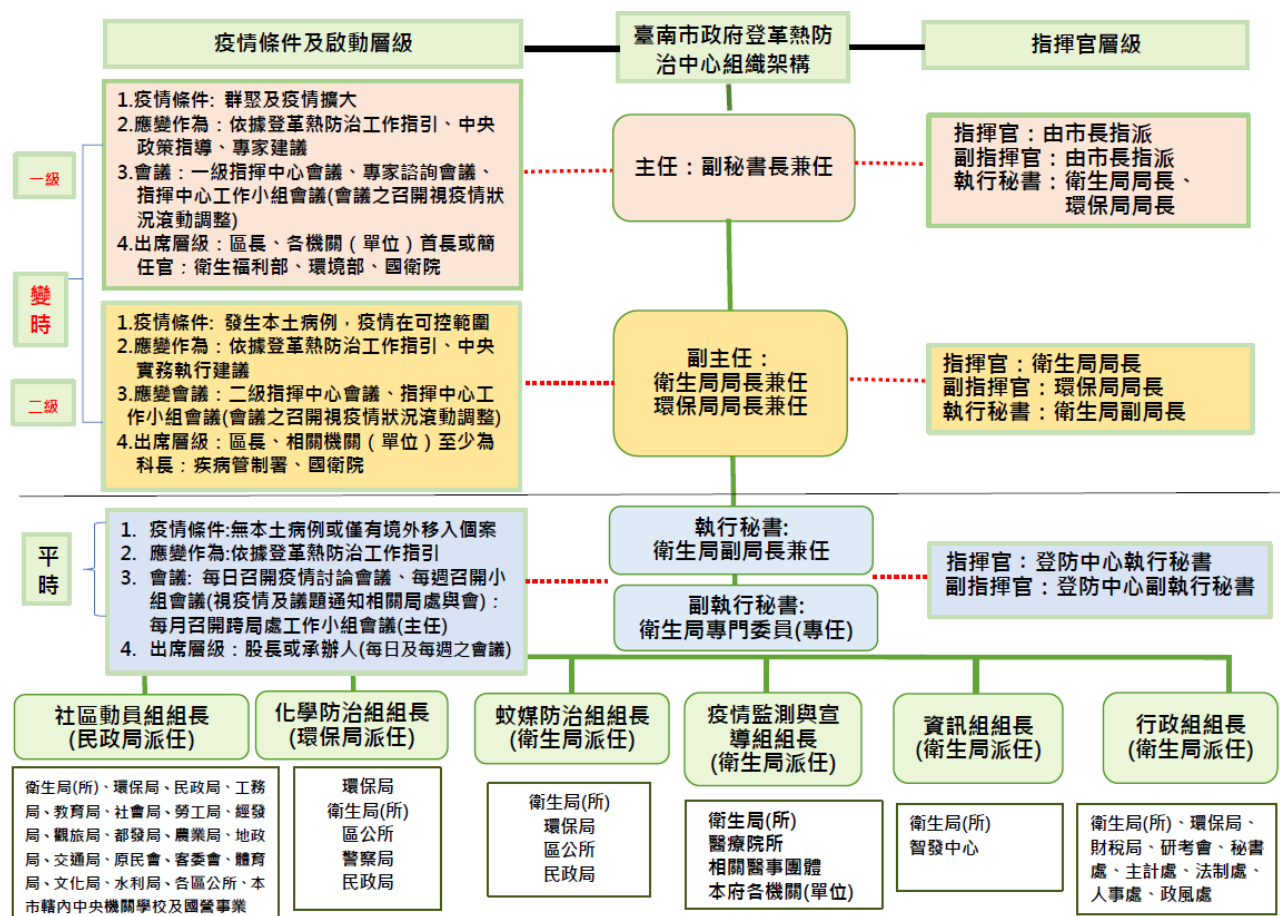 疫情條件及啟動層級
臺南市政府登革熱防
治中心組織架構
指揮官層級
一級
1.疫情條件: 群聚及疫情擴大
2.應變作為：依據登革熱防治工作指引、中央
政策指導、專家建議
3.會議：一級指揮中心會議、專家諮詢會議、
指揮中心工作小組會議(會議之召開視疫情狀
況滾動調整)
4.出席層級：區長、各機關（單位）首長或簡
任官；衛生福利部、環境部、國衛院
主任：副秘書長兼任
指揮官：由市長指派
副指揮官：由市長指派
執行秘書：衛生局局長、
環保局局長
變
時
二級
1.疫情條件: 發生本土病例，疫情在可控範圍
2.應變作為：依據登革熱防治工作指引、中央
實務執行建議
3.應變會議：二級指揮中心會議、指揮中心工
作小組會議(會議之召開視疫情狀況滾動調整)
4.出席層級：區長、相關機關（單位）至少為
科長；疾病管制署、國衛院
副主任：
衛生局局長兼任
環保局局長兼任
指揮官：衛生局局長
副指揮官：環保局局長
執行秘書：衛生局副局長
平
時
1. 疫情條件:無本土病例或僅有境外移入個案
2. 應變作為:依據登革熱防治工作指引
3. 會議: 每日召開疫情討論會議、每週召開小
組會議(視疫情及議題通知相關局處與會)；
每月召開跨局處工作小組會議(主任)
4. 出席層級：股長或承辦人(每日及每週之會議)
執行秘書:
衛生局副局長兼任
副執行秘書:
衛生局專門委員(專任)
指揮官：登防中心執行秘書
副指揮官：登防中心副執行秘書
社區動員組組長
(民政局派任)
衛生局(所)、環保局、民政局、工務
局、教育局、社會局、勞工局、經發
局、觀旅局、都發局、農業局、地政
局、交通局、原民會、客委會、體育
局、文化局、水利局、各區公所、本
市轄內中央機關學校及國營事業
化學防治組組長
(環保局派任)
環保局
衛生局(所)
區公所
警察局
民政局
蚊媒防治組組長
(衛生局派任)
衛生局(所)
環保局
區公所
民政局
疫情監測與宣
導組組長
(衛生局派任)
衛生局(所)
醫療院所
相關醫事團體
本府各機關(單位)
資訊組組長
(衛生局派任)
衛生局(所)
智發中心
行政組組長
(衛生局派任)
衛生局(所)、環保局、
財稅局、研考會、秘書
處、主計處、法制處、
人事處、政風處